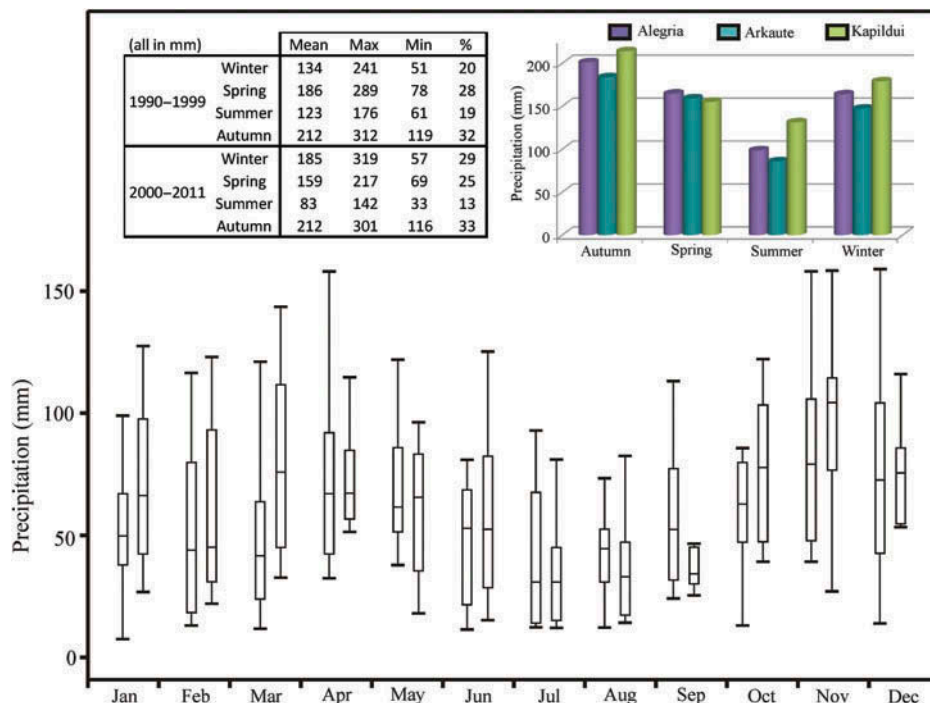 (all in mm) Mean Max Min %
1990–1999 Winter 134 241 51 20
Spring 186 289 78 28
Summer 123 176 61 19
Autumn 212 312 119 32
2000–2011 Winter 185 319 57 29
Spring 159 217 69 25
Summer 83 142 33 13
Autumn 212 301 116 33
Alegria Arkaute Kapildui
Precipitation (mm)
200
150
100
50
0
Autumn Spring Summer Winter
Precipitation (mm)
150
100
50
0
Jan Feb Mar Apr May Jun Jul Aug Sep Oct Nov Dec